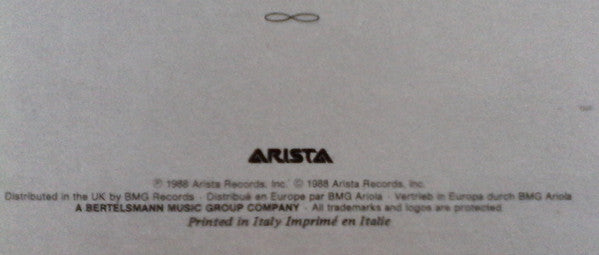 ARISTA
℗ 1988 Arista Records, Inc. © 1988 Arista Records, Inc.
Distributed in the UK by BMG Records · Distribué en Europe par BMG Ariola · Vertrieb in Europa durch BMG Ariola
A BERTELSMANN MUSIC GROUP COMPANY · All trademarks and logos are protected
Printed in Italy Imprimé en Italie